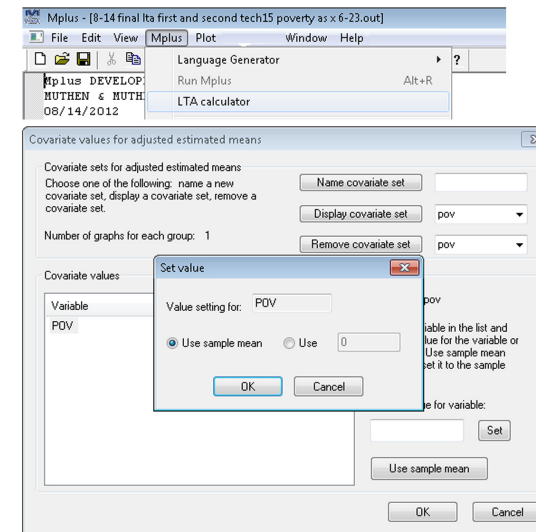 Mplus - [8-14 final lta first and second tech15 poverty as x 6-23.out]
File Edit View Mplus Plot Window Help
Language Generator
?
Mplus DEVELOP
Run Mplus Alt+R
MUTHEN & MUTH
LTA calculator
08/14/2012
Covariate values for adjusted estimated means
Covariate sets for adjusted estimated means
Choose one of the following: name a new
covariate set, display a covariate set, remove a
covariate set.
Name covariate set
Display covariate set pov
Number of graphs for each group: 1
Remove covariate set pov
Covariate values
Set value
Variable
pov
POV
Value setting for: POV
iable in the list and
lue for the variable or
Use sample mean
set it to the sample
Use sample mean Use 0
OK Cancel
e for variable:
Set
Use sample mean
OK Cancel